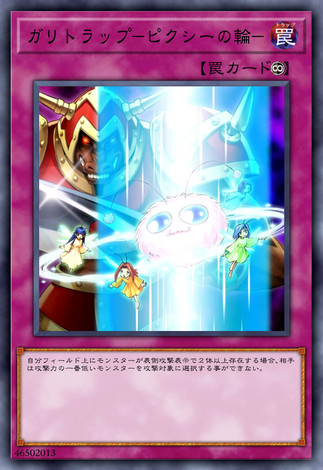 ガリトラップ-ピクシーの輪-
トラップ
罠
【罠カード】
自分フィールド上にモンスターが表側攻撃表示で2体以上存在する場合、相手
は攻撃力の一番低いモンスターを攻撃対象に選択する事ができない。
46502013